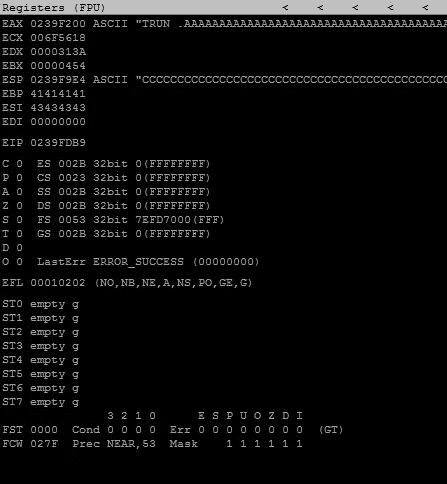 Registers (FPU) < < < < <
EAX 0239F200 ASCII "TRUN .AAAAAAAAAAAAAAAAAAAAAAAAAAAAAAAAAAAAA
ECX 006F5618
EDX 0000313A
EBX 00000454
ESP 0239F9E4 ASCII "CCCCCCCCCCCCCCCCCCCCCCCCCCCCCCCCCCCCCCCCCCC
EBP 41414141
ESI 43434343
EDI 00000000
EIP 0239FDB9
C 0 ES 002B 32bit 0(FFFFFFFF)
P 0 CS 0023 32bit 0(FFFFFFFF)
A 0 SS 002B 32bit 0(FFFFFFFF)
Z 0 DS 002B 32bit 0(FFFFFFFF)
S 0 FS 0053 32bit 7EFD7000(FFF)
T 0 GS 002B 32bit 0(FFFFFFFF)
D 0
O 0 LastErr ERROR_SUCCESS (00000000)
EFL 00010202 (NO,NB,NE,A,NS,PO,GE,G)
ST0 empty g
ST1 empty g
ST2 empty g
ST3 empty g
ST4 empty g
ST5 empty g
ST6 empty g
ST7 empty g
3 2 1 0 E S P U O Z D I
FST 0000 Cond 0 0 0 0 Err 0 0 0 0 0 0 0 0 (GT)
FCW 027F Prec NEAR,53 Mask 1 1 1 1 1 1